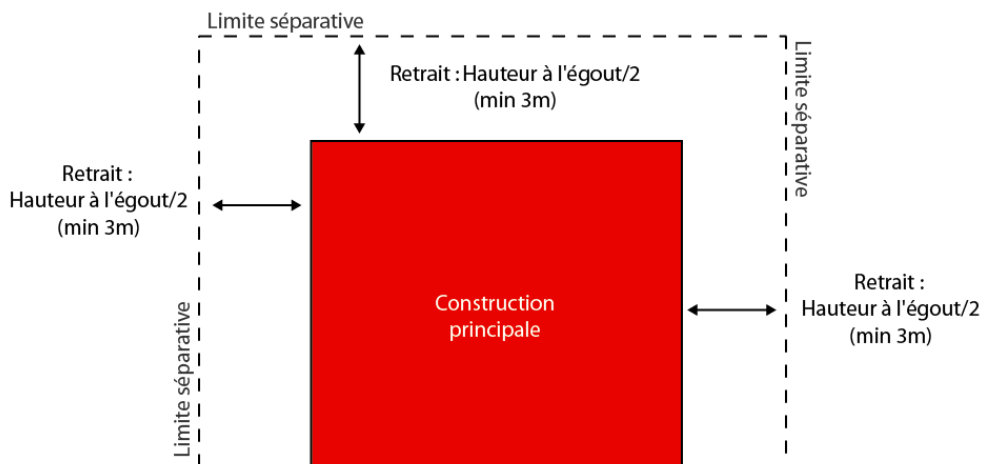 Limite séparative
Retrait : Hauteur à l'égout/2
(min 3m)
Limite séparative
Retrait :
Hauteur à l'égout/2
(min 3m)
Construction
principale
Retrait :
Hauteur à l'égout/2
(min 3m)
Limite séparative